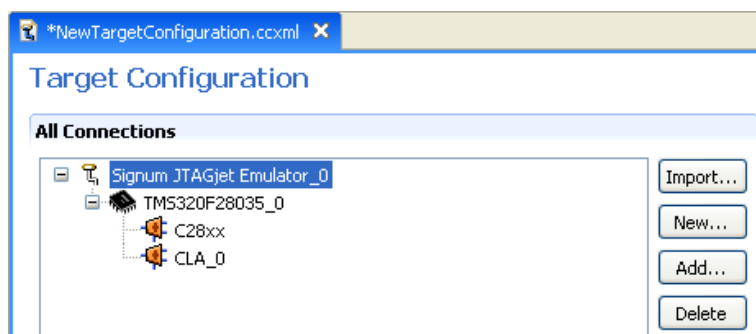 *NewTargetConfiguration.ccxml
Target Configuration
All Connections
Signum JTAGjet Emulator_0
TMS320F28035_0
C28xx
CLA_0
Import...
New...
Add...
Delete